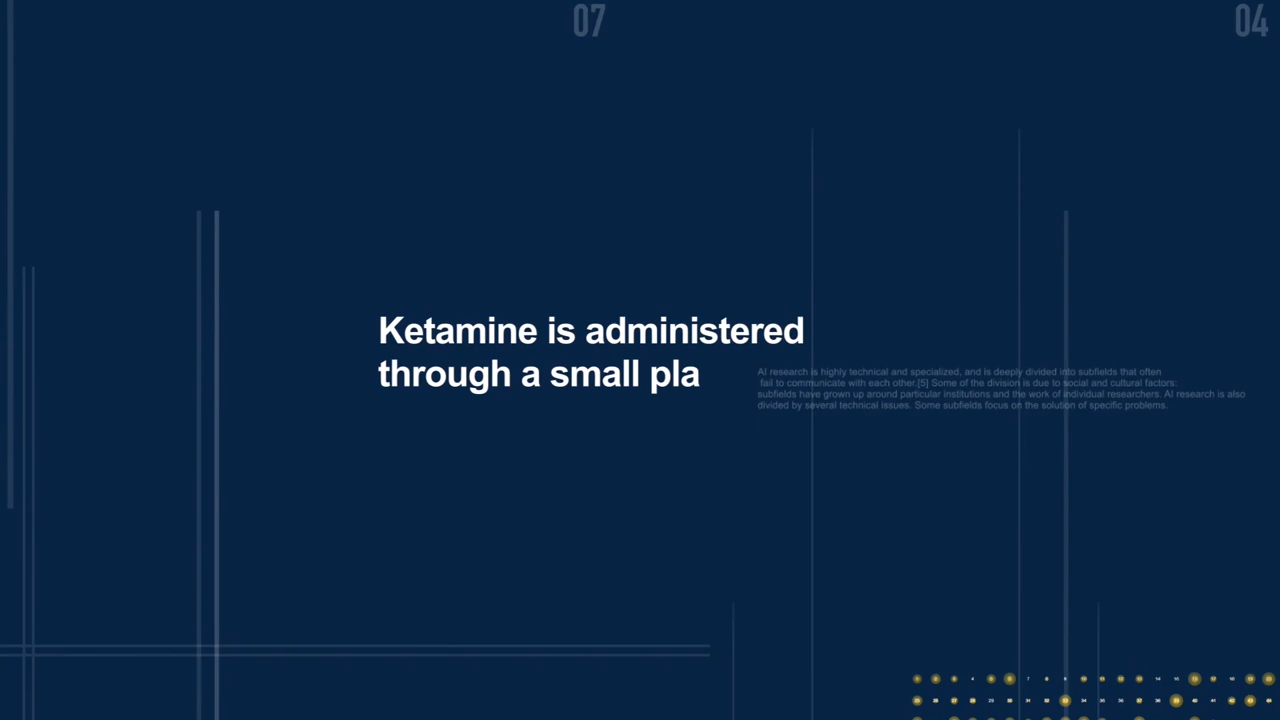 07
04
Ketamine is administered
through a small pla
AI research is highly technical and specialized, and is deeply divided into subfields that often
fail to communicate with each other.[5] Some of the division is due to social and cultural factors:
subfields have grown up around particular institutions and the work of individual researchers. AI research is also
divided by several technical issues. Some subfields focus on the solution of specific problems.